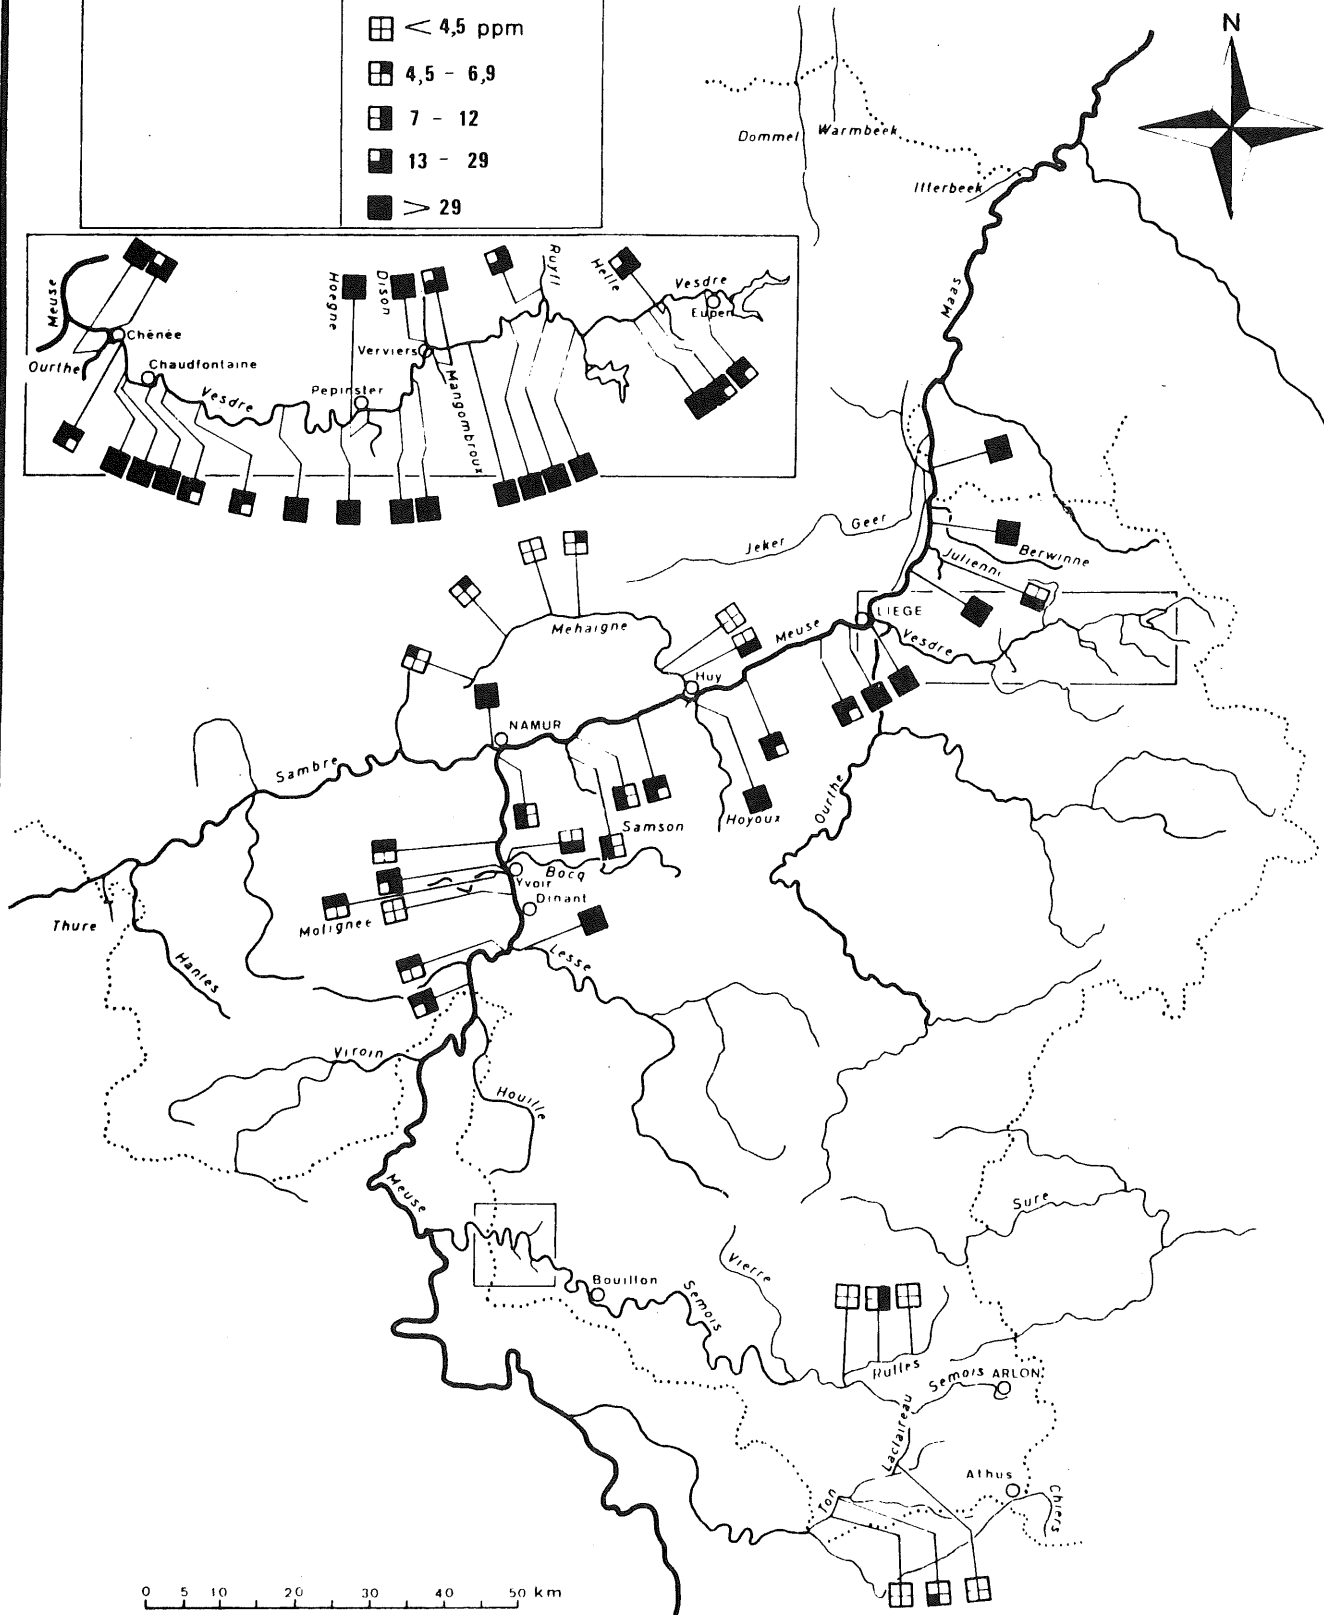 < 4,5 ppm
4,5 - 6,9
7 - 12
13 - 29
> 29
N
Dommel
Warmbeek
Itterbeek
Maas
Meuse
Ourthe
Chênée
Chaudfontaine
Vesdre
Hoegne
Dison
Verviers
Pepinster
Mangombroux
Ruyff
Helle
Vesdre
Eupen
Jeker
Geer
Berwinne
Julienne
LIEGE
Vesdre
Mehaigne
Meuse
Huy
NAMUR
Sambre
Samson
Hoyoux
Ourthe
Bocq
Yvoir
Dinant
Molignee
Lesse
Thure
Hantes
Viroin
Houille
Meuse
Sure
Vierre
Bouillon
Semois
Rulles
Semois
ARLON
Laclaireau
Athus
Ton
Chiers
0 5 10 20 30 40 50 km